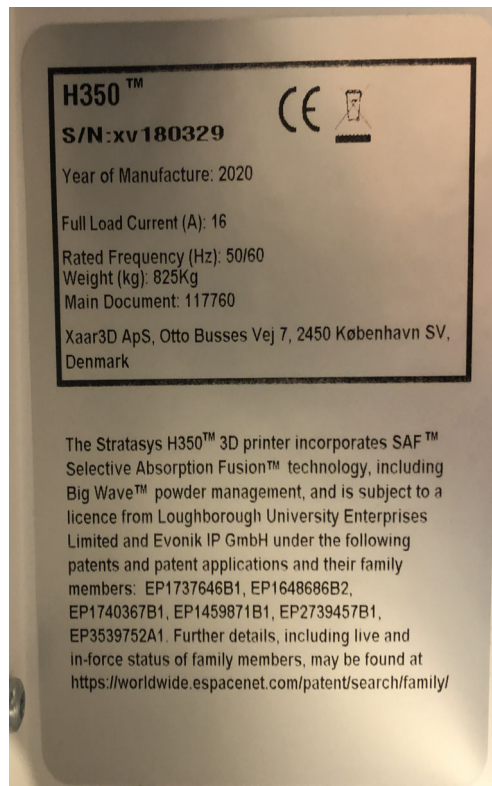 H350™
S/N:xv180329
CE
Year of Manufacture: 2020
Full Load Current (A): 16
Rated Frequency (Hz): 50/60
Weight (kg): 825Kg
Main Document: 117760
Xaar3D ApS, Otto Busses Vej 7, 2450 København SV,
Denmark
The Stratasys H350™ 3D printer incorporates SAF™
Selective Absorption Fusion™ technology, including
Big Wave™ powder management, and is subject to a
licence from Loughborough University Enterprises
Limited and Evonik IP GmbH under the following
patents and patent applications and their family
members: EP1737646B1, EP1648686B2,
EP1740367B1, EP1459871B1, EP2739457B1,
EP3539752A1. Further details, including live and
in-force status of family members, may be found at
https://worldwide.espacenet.com/patent/search/family/